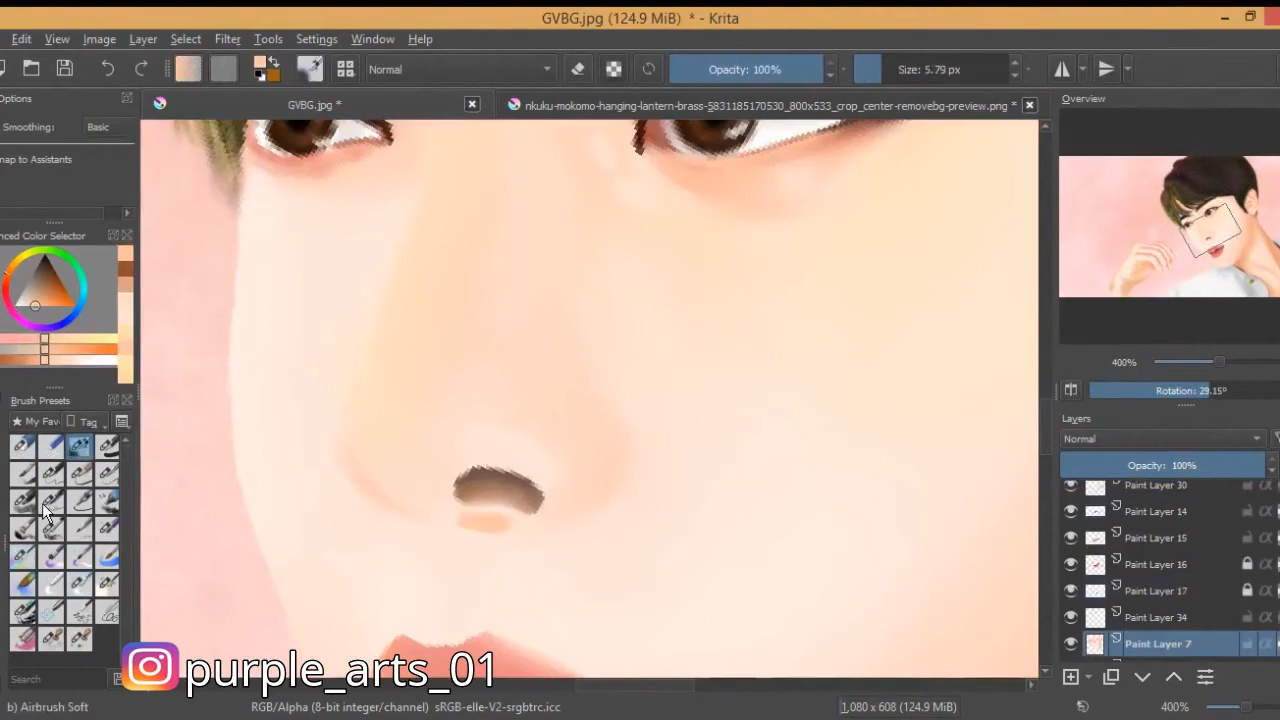 GVBG.jpg (124.9 MiB) * - Krita
Edit View Image Layer Select Filter Tools Settings Window Help
Normal Opacity: 100% Size: 5.79 px
Options
GVBG.jpg *
nkuku-mokomo-hanging-lantern-brass-5831185170530_800x533_crop_center-removebg-preview.png *
Overview
Smoothing: Basic
nap to Assistants
nced Color Selector
400%
Rotation: 29.15º
Brush Presets
Layers
My Fav Tag
Normal
Opacity: 100%
Paint Layer 30
Paint Layer 14
Paint Layer 15
Paint Layer 16
Paint Layer 17
Paint Layer 34
Paint Layer 7
purple_arts_01
Search
b) Airbrush Soft
RGB/Alpha (8-bit integer/channel) sRGB-elle-V2-srgbtrc.icc
1,080 x 608 (124.9 MiB)
400%